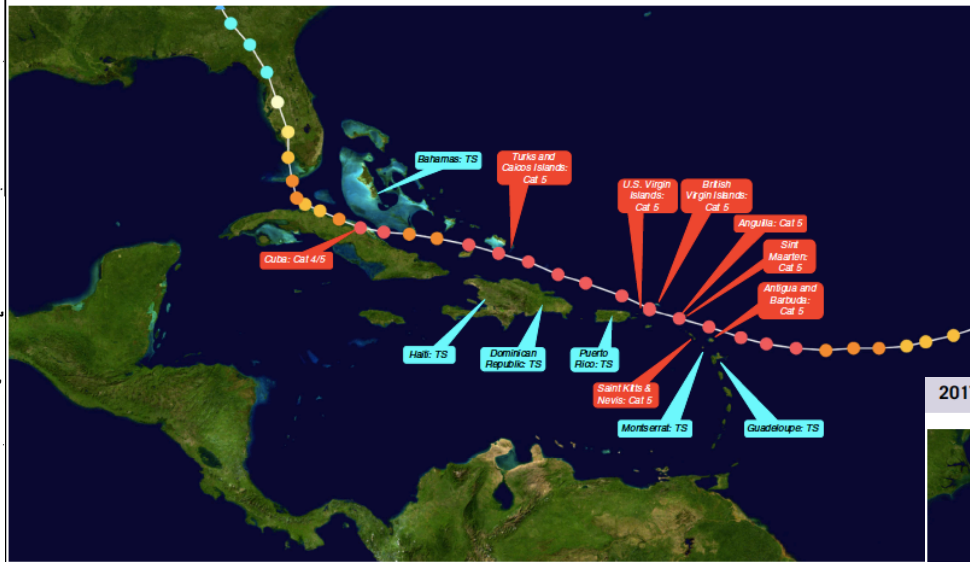 Bahamas: TS
Turks and
Caicos Islands:
Cat 5
U.S. Virgin
Islands:
Cat 5
British
Virgin Islands:
Cat 5
Anguilla: Cat 5
Sint
Maarten:
Cat 5
Cuba: Cat 4/5
Antigua and
Barbuda:
Cat 5
Haiti: TS
Dominican
Republic: TS
Puerto
Rico: TS
Saint Kitts &
Nevis: Cat 5
Montserrat: TS
Guadeloupe: TS